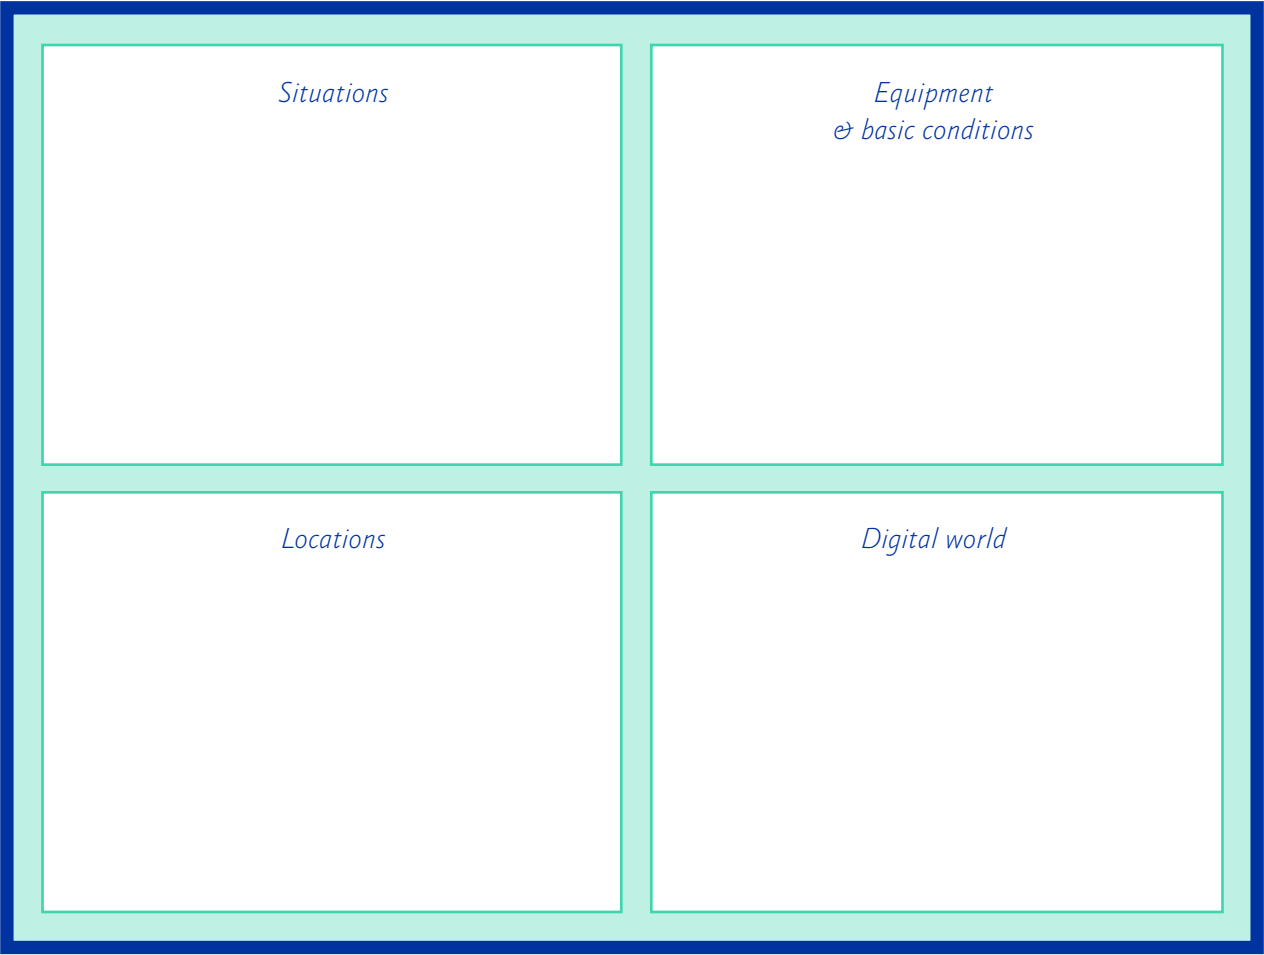 Situations
Equipment
& basic conditions
Locations
Digital world